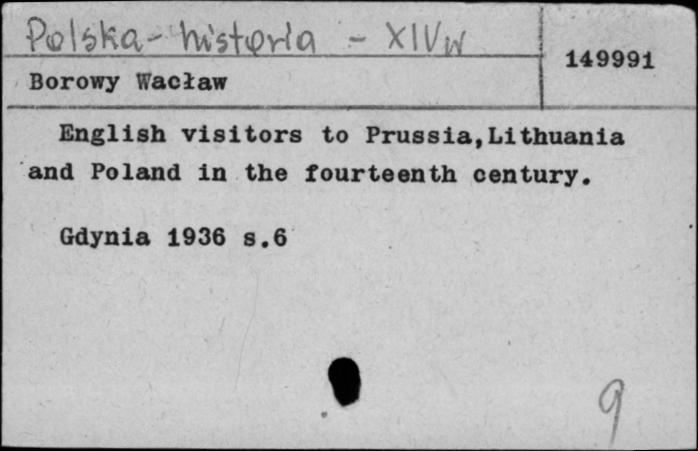 Polska - historia - XIV w
149991
Borowy Wacław
English visitors to Prussia,Lithuania
and Poland in the fourteenth century.
Gdynia 1936 s.6
9